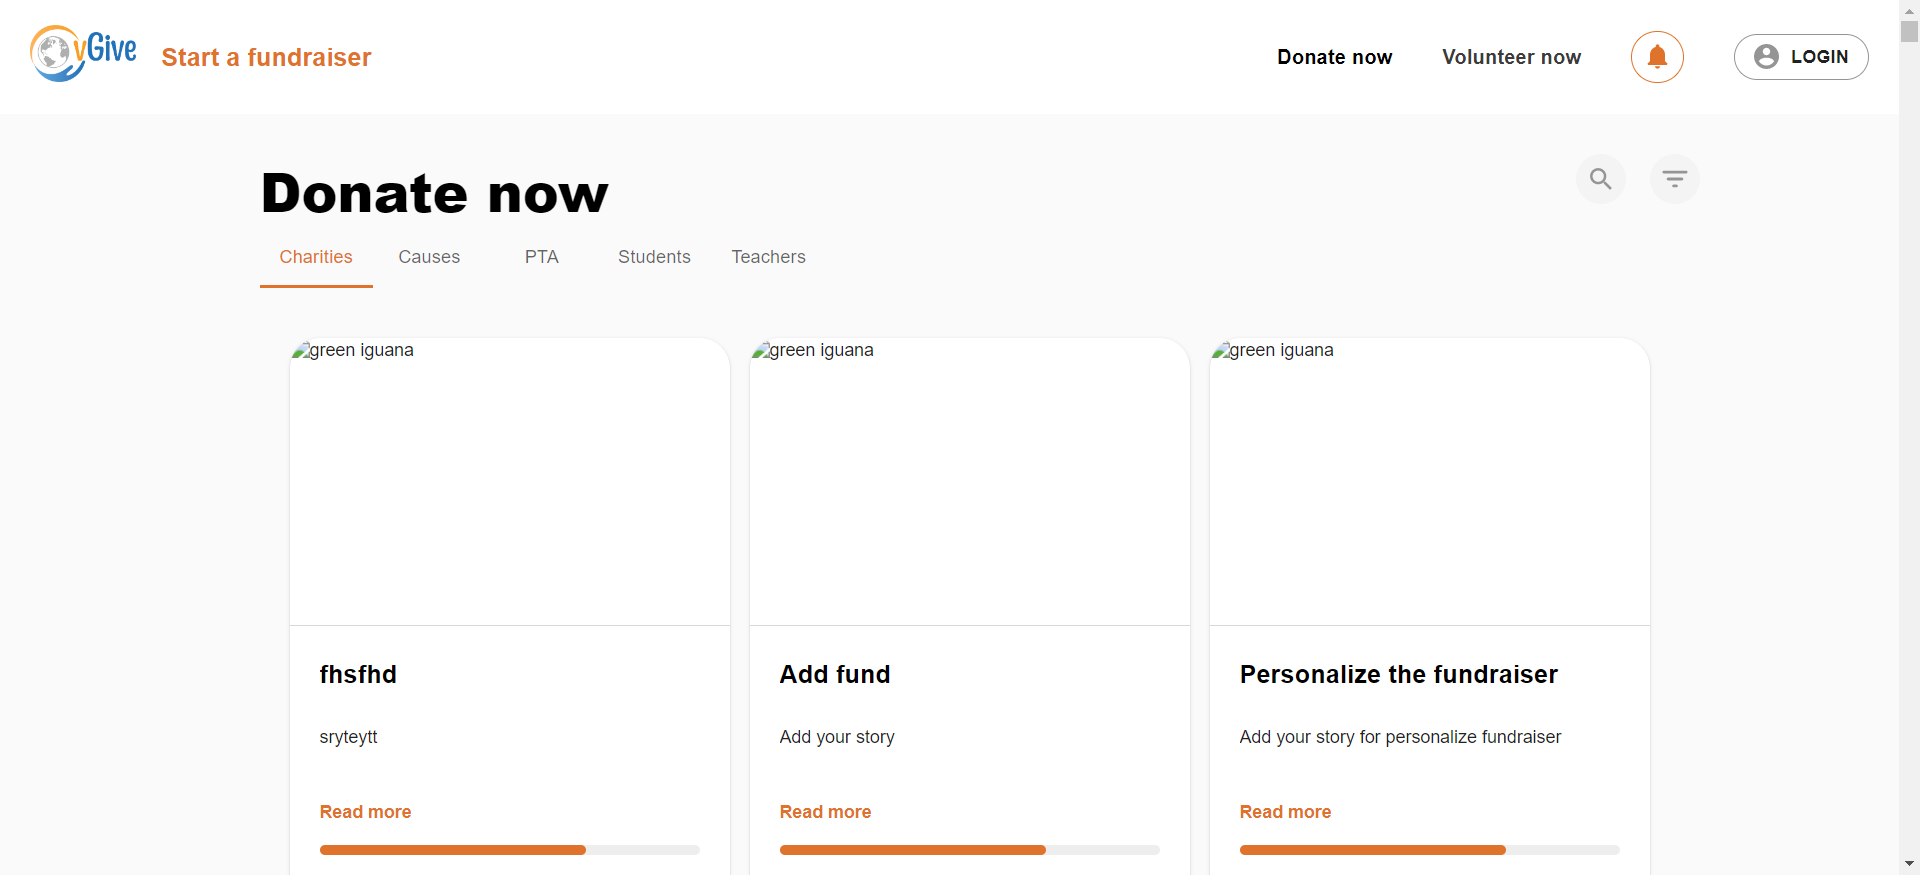 vGive
Start a fundraiser
Donate now
Volunteer now
LOGIN
Donate now
Charities
Causes
PTA
Students
Teachers
green iguana
green iguana
green iguana
fhsfhd
Add fund
Personalize the fundraiser
sryteytt
Add your story
Add your story for personalize fundraiser
Read more
Read more
Read more